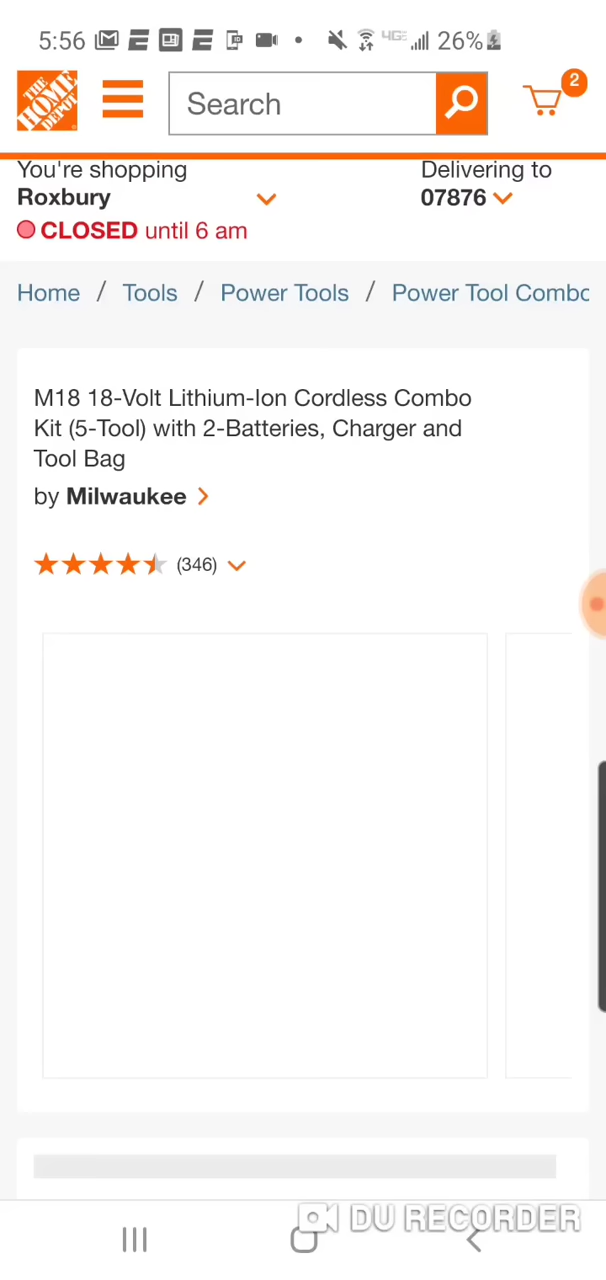 5:56 4GE 26%
THE HOME DEPOT Search 2
You're shopping Delivering to
Roxbury 07876
CLOSED until 6 am
Home / Tools / Power Tools / Power Tool Combo
M18 18-Volt Lithium-Ion Cordless Combo
Kit (5-Tool) with 2-Batteries, Charger and
Tool Bag
by Milwaukee
(346)
DU RECORDER